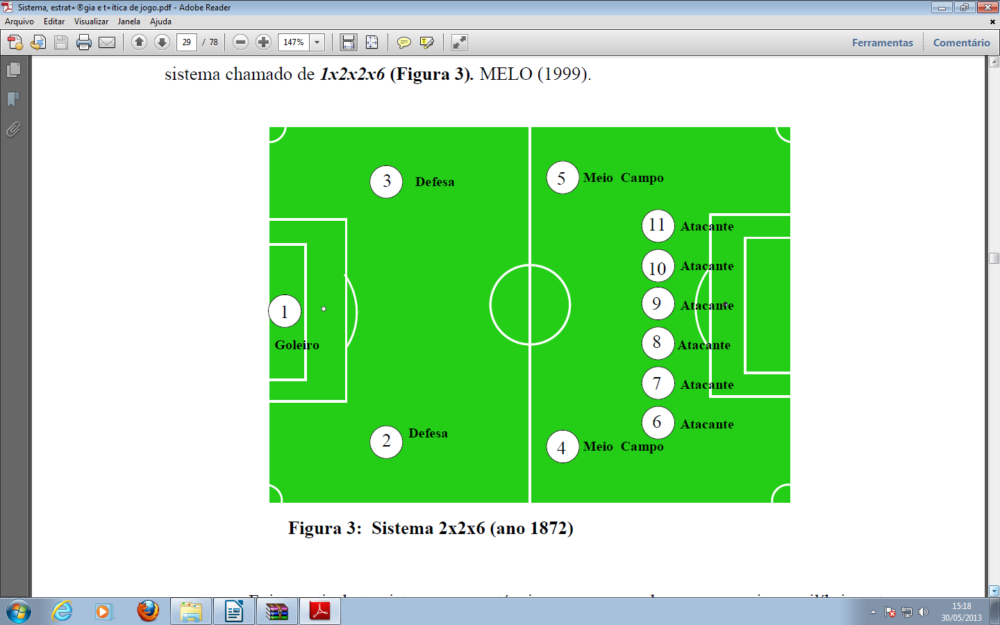 Sistema, estrat+®gia e t+ítica de jogo.pdf - Adobe Reader
Arquivo Editar Visualizar Janela Ajuda
29 / 78 147% Ferramentas Comentário
sistema chamado de 1x2x2x6 (Figura 3). MELO (1999).
3 Defesa
5 Meio Campo
11 Atacante
10 Atacante
9 Atacante
1
Goleiro
8 Atacante
7 Atacante
6 Atacante
2 Defesa
4 Meio Campo
Figura 3: Sistema 2x2x6 (ano 1872)
15:18
30/05/2013